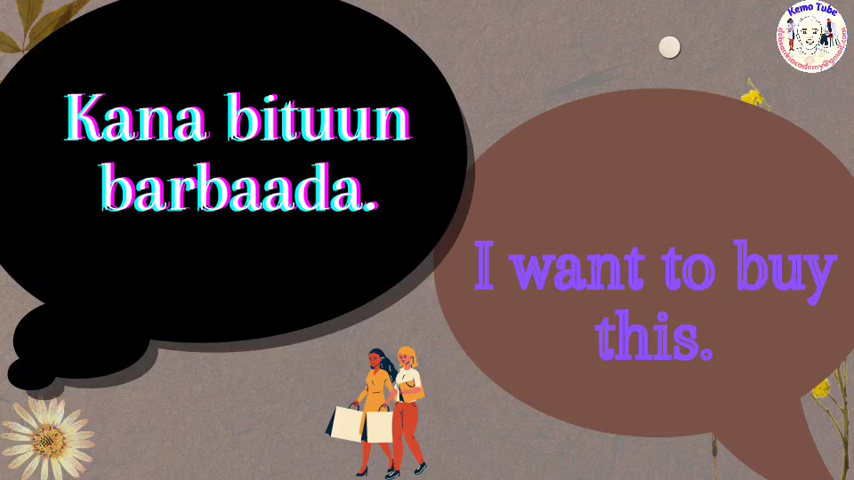 Kemo Tube
Kana bituun
barbaada.
I want to buy
this.